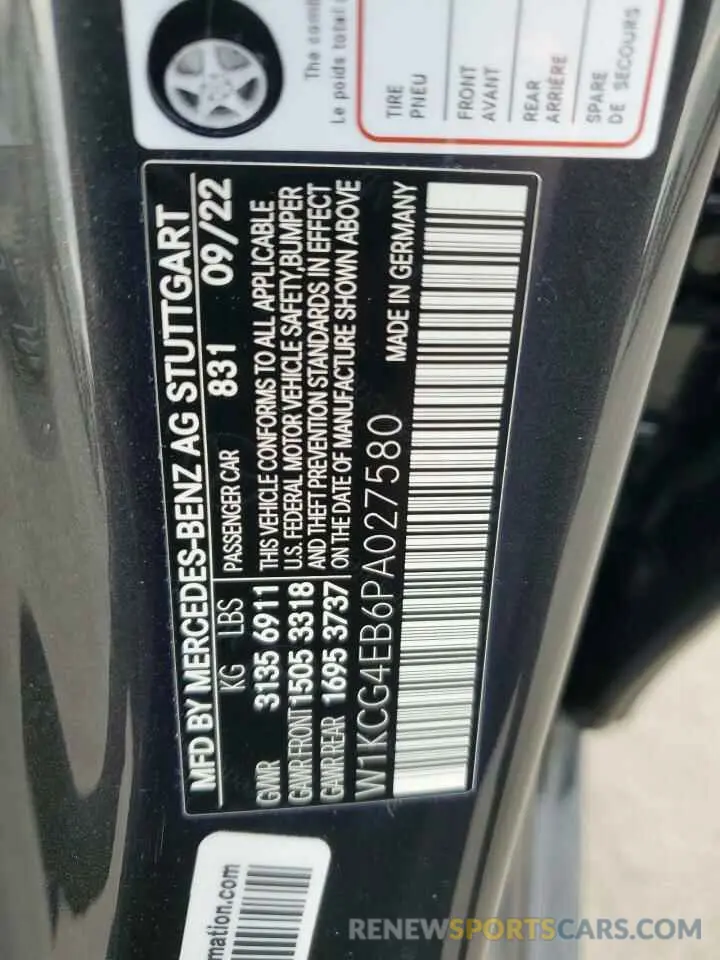 The comb
Le poids total
TIRE
PNEU
FRONT
AVANT
REAR
ARRIÈRE
SPARE
DE SECOURS
MFD BY MERCEDES-BENZ AG STUTTGART
KG LBS PASSENGER CAR 831 09/22
GVWR 3135 6911
GAWR FRONT 1505 3318
GAWR REAR 1695 3737
THIS VEHICLE CONFORMS TO ALL APPLICABLE
U.S. FEDERAL MOTOR VEHICLE SAFETY, BUMPER
AND THEFT PREVENTION STANDARDS IN EFFECT
ON THE DATE OF MANUFACTURE SHOWN ABOVE
W1KCG4EB6PA027580 MADE IN GERMANY
mation.com
RENEWSPORTSCARS.COM